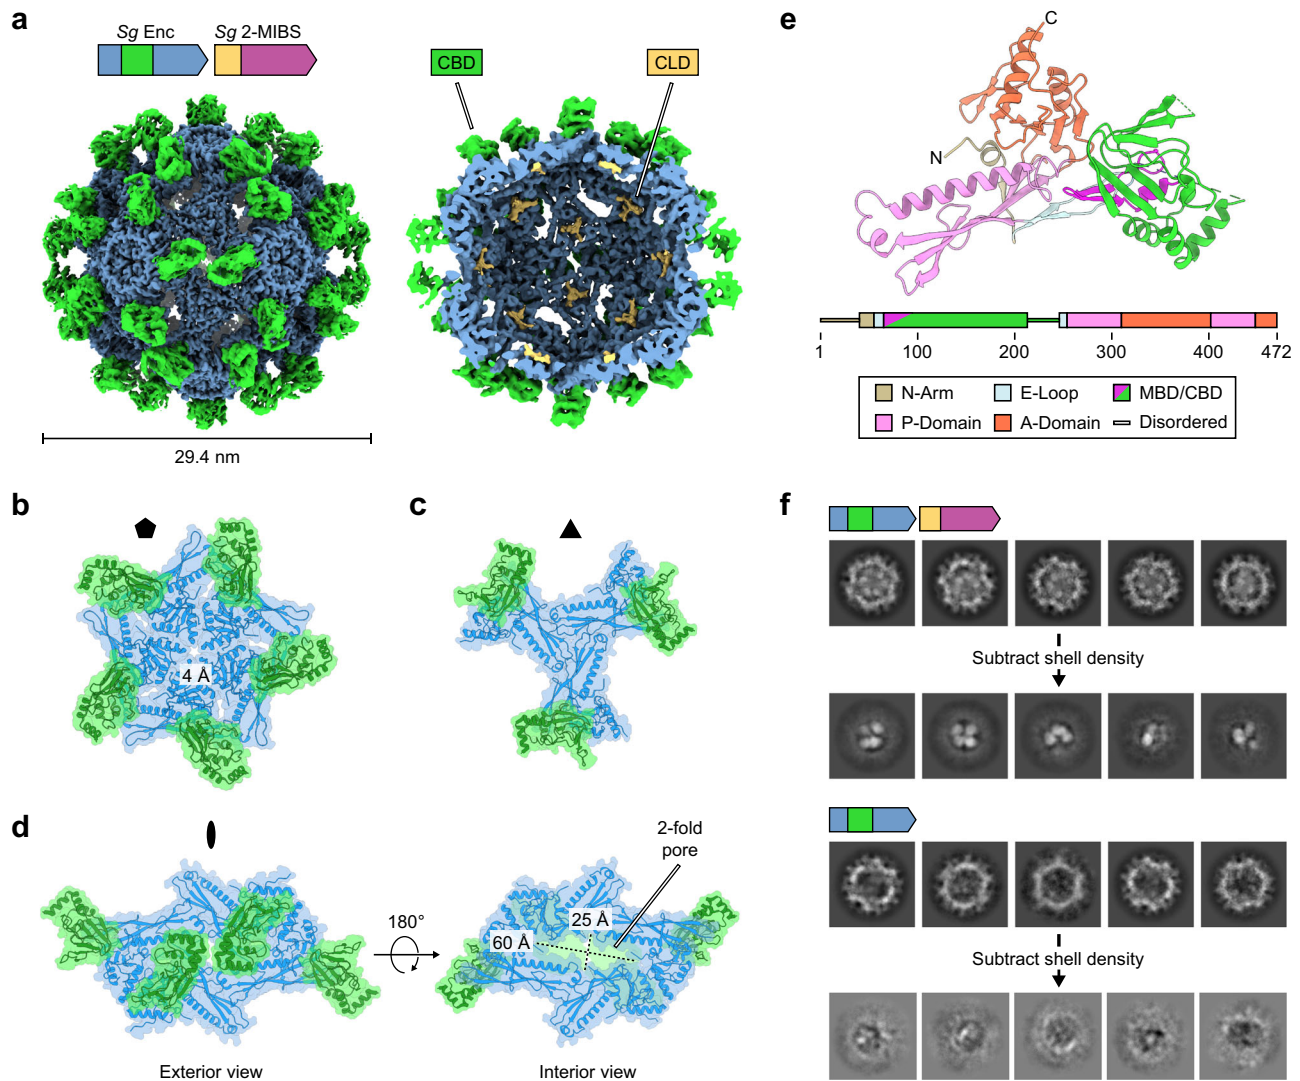 a
Sg Enc
Sg 2-MIBS
CBD
CLD
29.4 nm
b
4 Å
c
d
180°
2-fold
pore
25 Å
60 Å
Exterior view
Interior view
e
C
N
1
100
200
300
400
472
N-Arm
E-Loop
MBD/CBD
P-Domain
A-Domain
Disordered
f
Subtract shell density
Subtract shell density